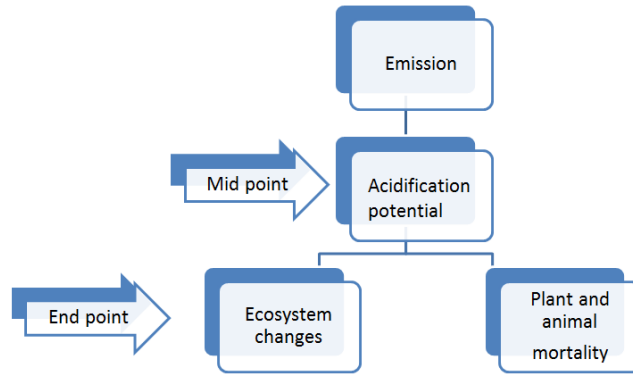 Emission
Mid point
Acidification
potential
End point
Ecosystem
changes
Plant and
animal
mortality